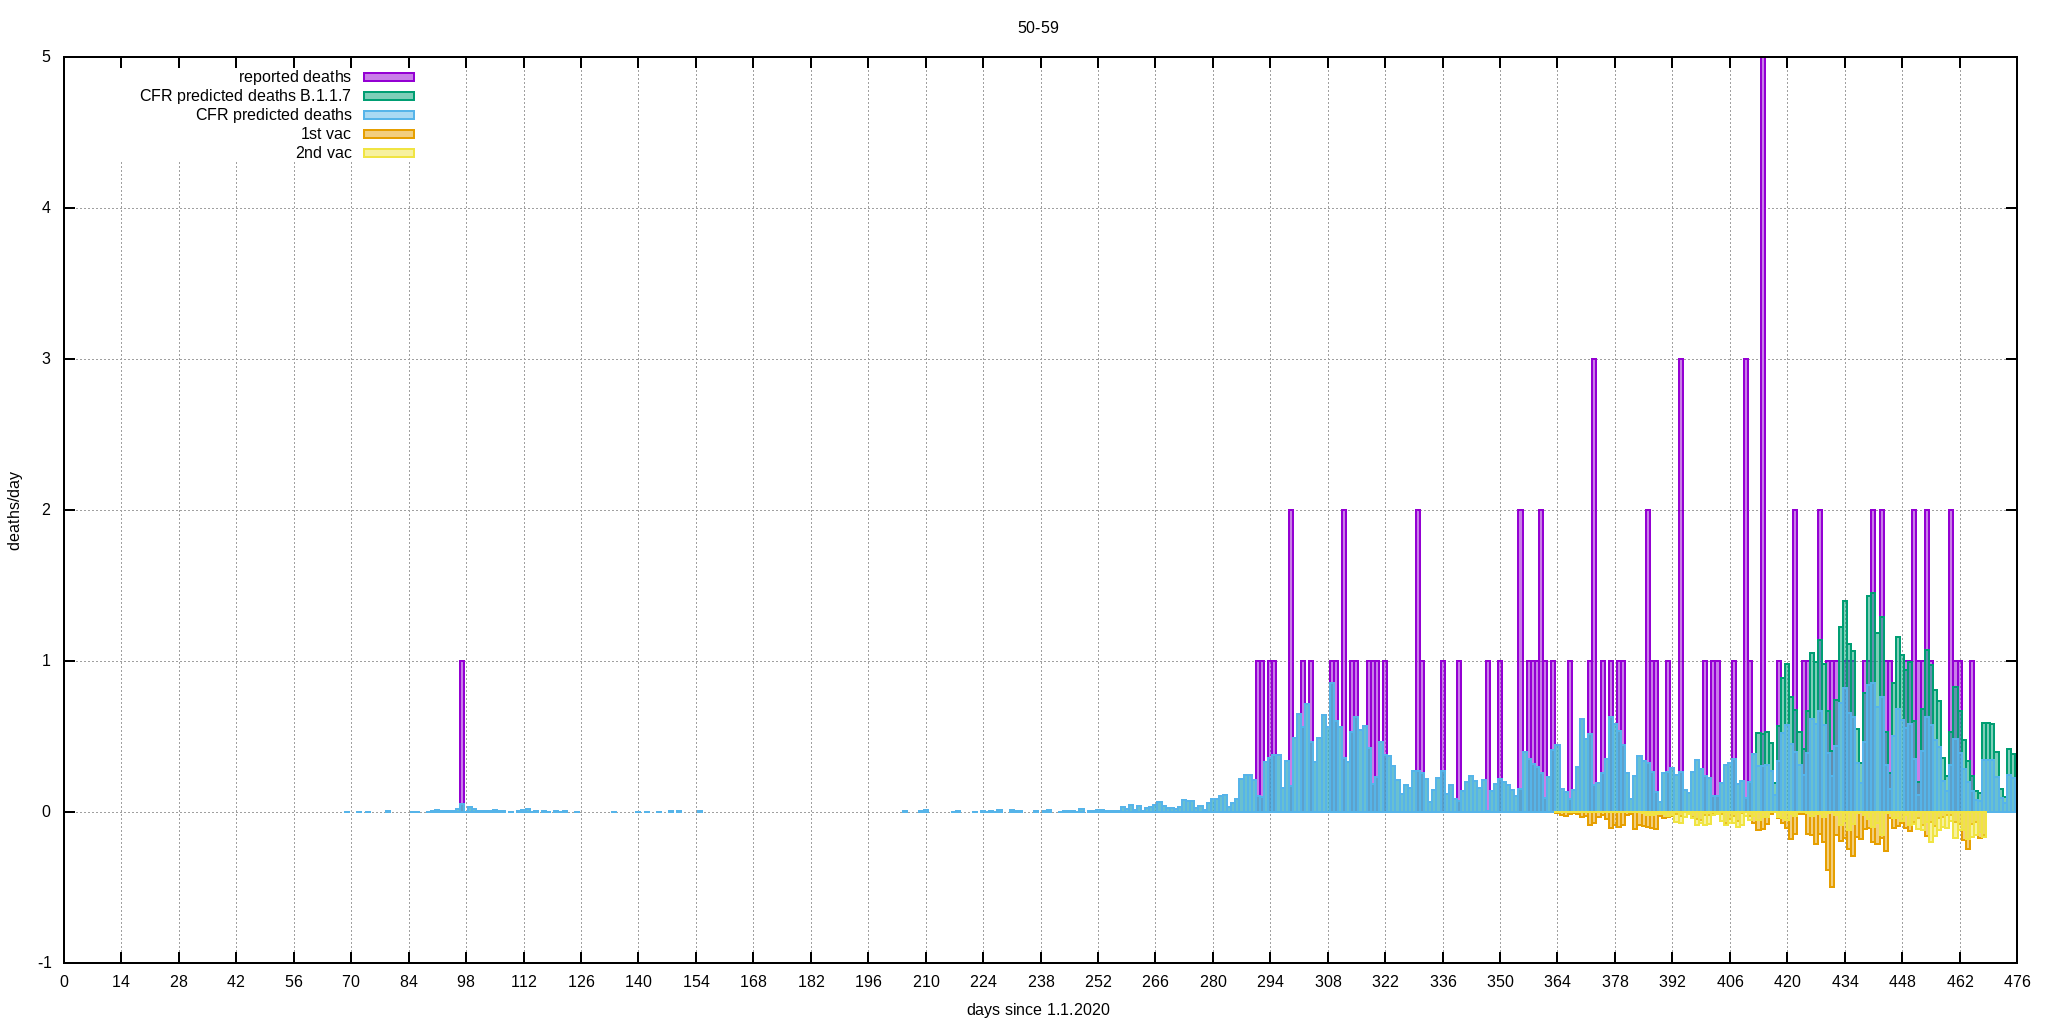 50-59
reported deaths
CFR predicted deaths B.1.1.7
CFR predicted deaths
1st vac
2nd vac
5
4
3
2
1
0
-1
deaths/day
0 14 28 42 56 70 84 98 112 126 140 154 168 182 196 210 224 238 252 266 280 294 308 322 336 350 364 378 392 406 420 434 448 462 476
days since 1.1.2020